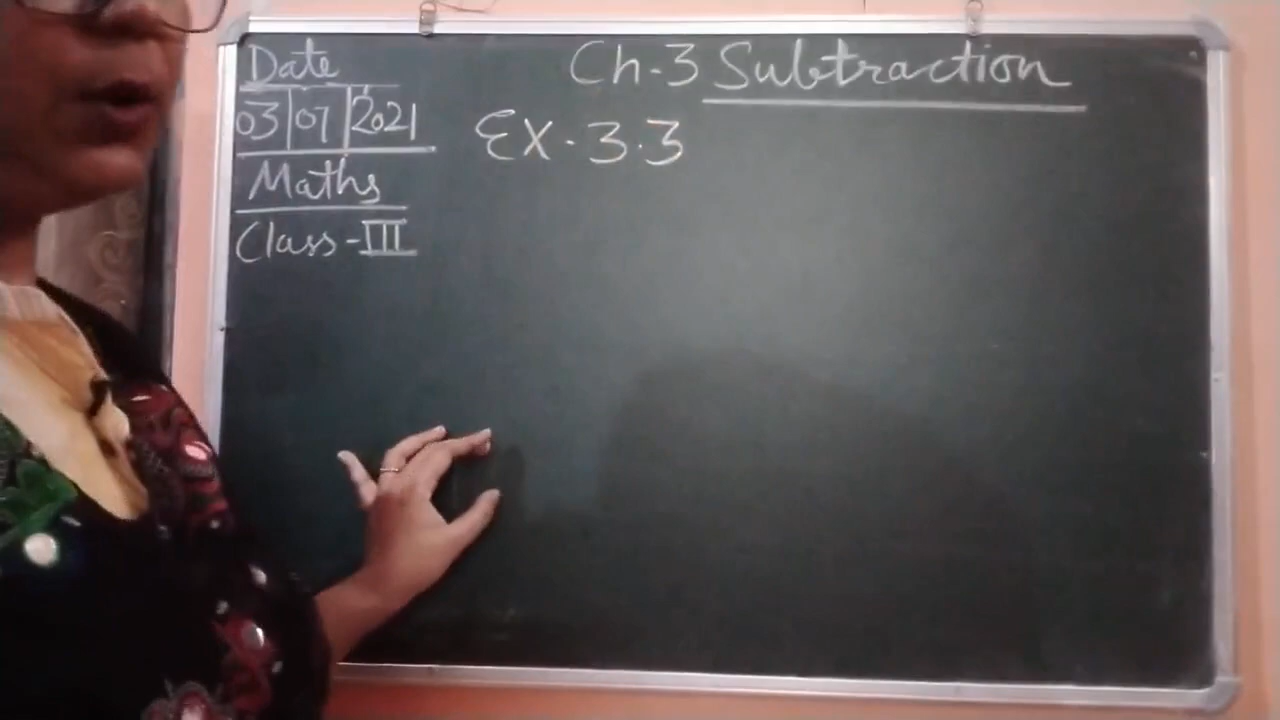 Date
03|07|2021
Maths
Class-III
Ch-3 Subtraction
EX. 3.3